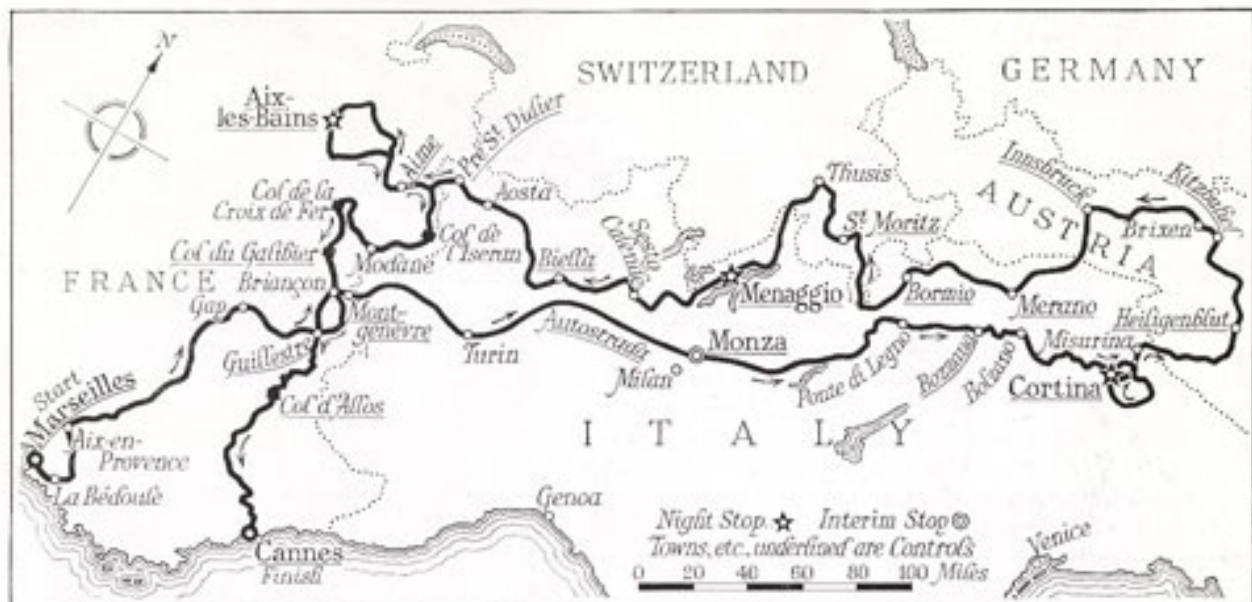 N
SWITZERLAND
GERMANY
Aix-
les-Bains
Aime
Pré St. Didier
Aosta
Thusis
Innsbruck
Kitzbühel
AUSTRIA
Col de la
Croix de Fer
Col de
l'Iseran
Sesto
Calende
St. Moritz
Brixen
Col du Galibier
Modane
Biella
FRANCE
Briançon
Menaggio
Bormio
Merano
Heiligenblut
Gap
Mont-
genèvre
Misurina
Guillestre
Turin
Autostrada
Monza
Ponte di Legno
Bolzano
Cortina
Start
Marseilles
Milan
Col d'Allos
Aix-en-
Provence
ITALY
La Bédoule
Genoa
Night Stop ☆ Interim Stop ◎
Towns, etc., underlined are Controls
0 20 40 60 80 100 Miles
Venice
Cannes
Finish